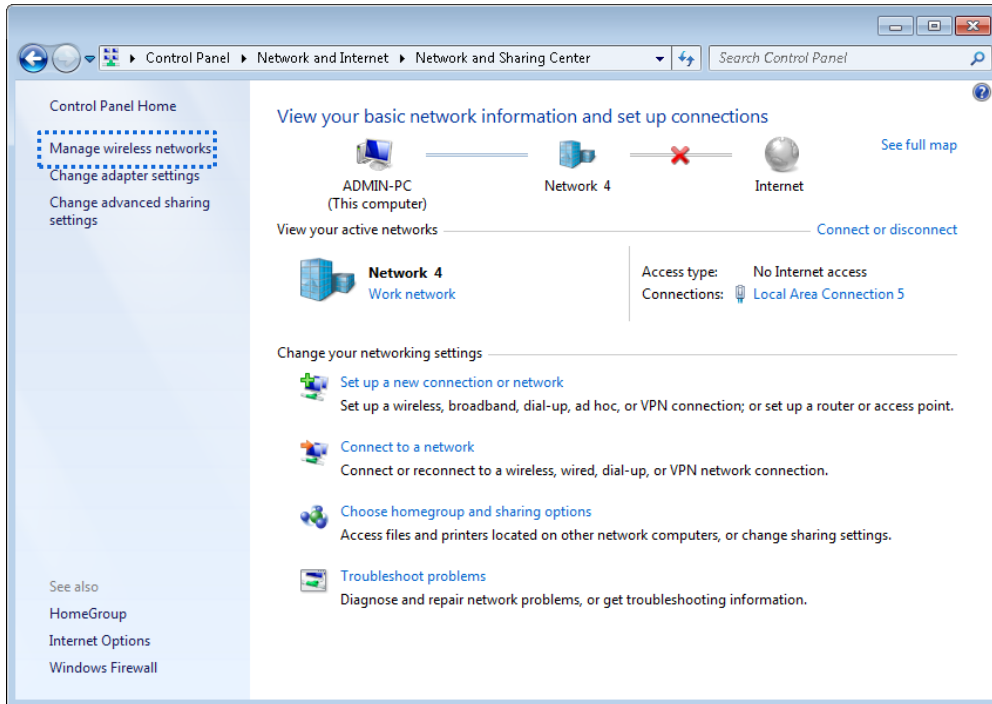 Control Panel ▸ Network and Internet ▸ Network and Sharing Center
Search Control Panel
Control Panel Home
Manage wireless networks
Change adapter settings
Change advanced sharing
settings
View your basic network information and set up connections
See full map
ADMIN-PC
(This computer)
Network 4
Internet
View your active networks
Connect or disconnect
Network 4
Work network
Access type: No Internet access
Connections: Local Area Connection 5
Change your networking settings
Set up a new connection or network
Set up a wireless, broadband, dial-up, ad hoc, or VPN connection; or set up a router or access point.
Connect to a network
Connect or reconnect to a wireless, wired, dial-up, or VPN network connection.
Choose homegroup and sharing options
Access files and printers located on other network computers, or change sharing settings.
Troubleshoot problems
Diagnose and repair network problems, or get troubleshooting information.
See also
HomeGroup
Internet Options
Windows Firewall